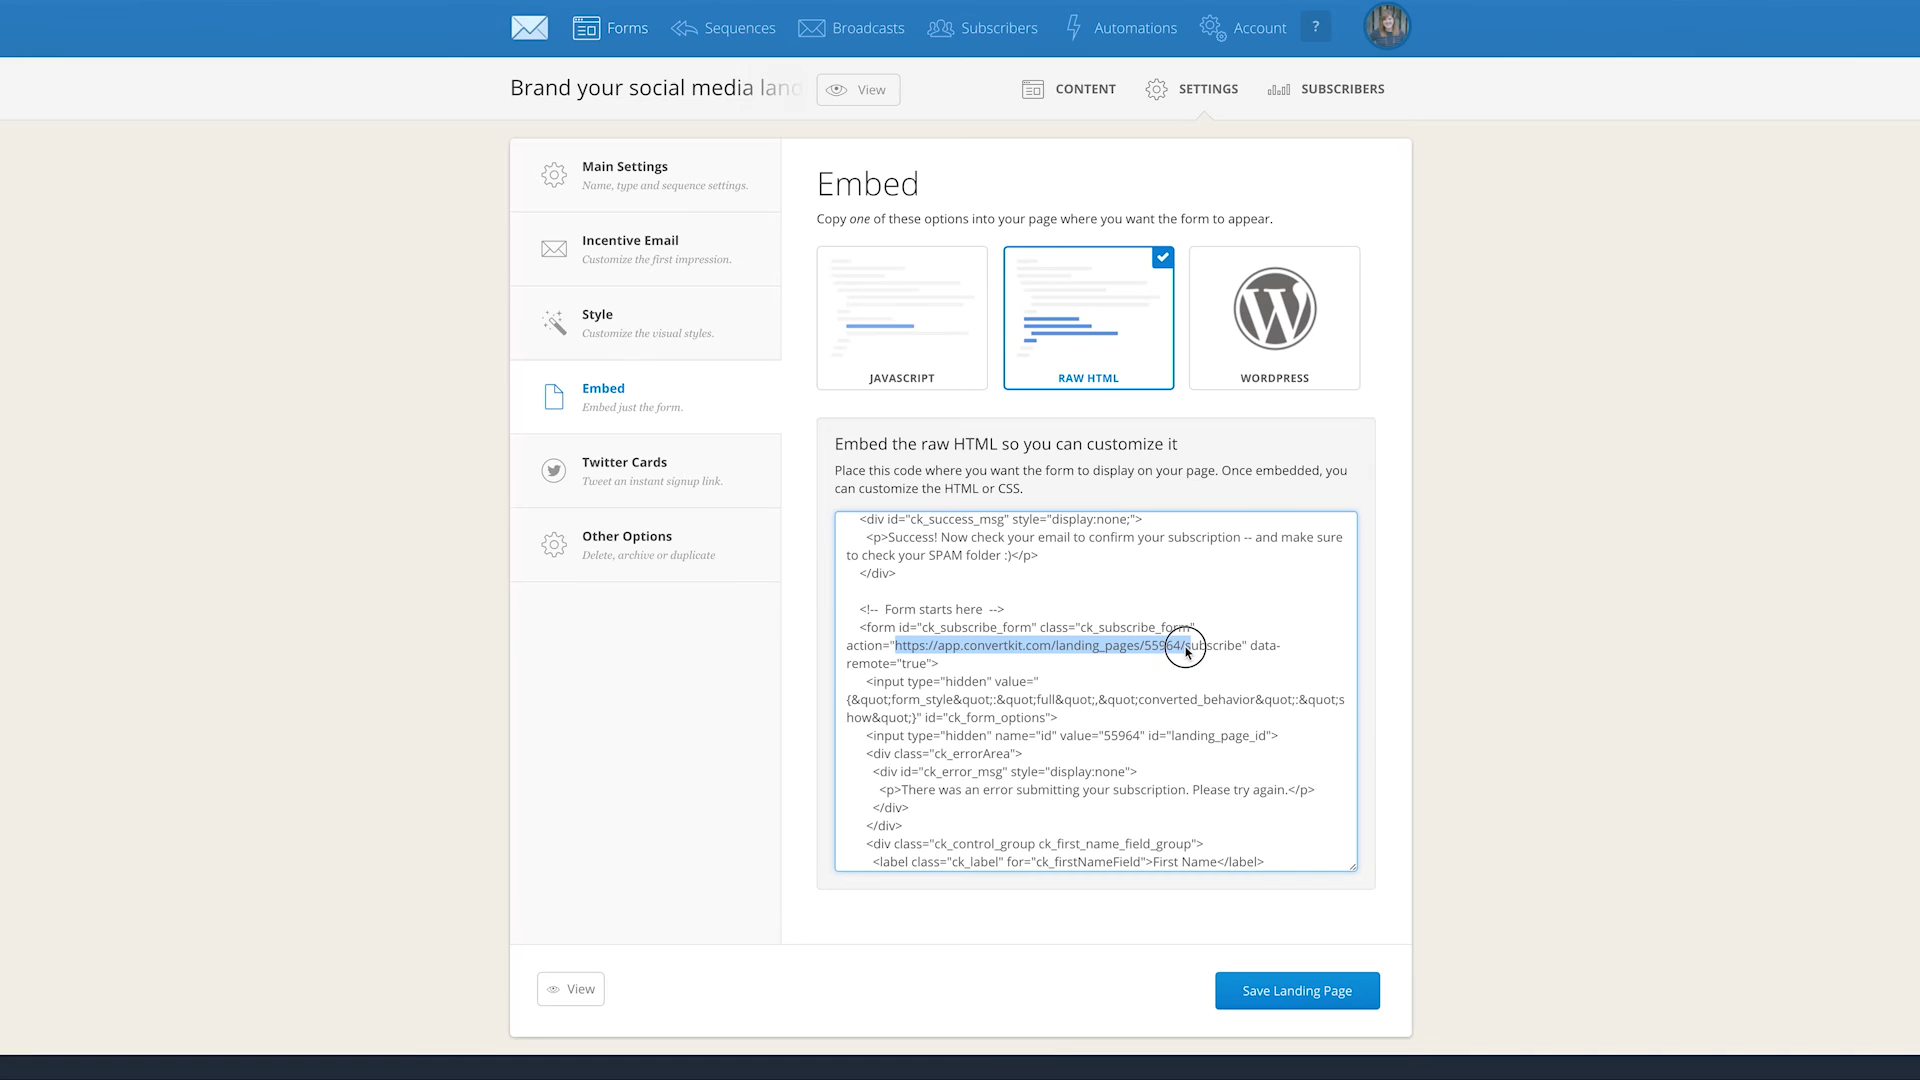 Forms
Sequences
Broadcasts
Subscribers
Automations
Account
?
Brand your social media land
View
CONTENT
SETTINGS
SUBSCRIBERS
Main Settings
Name, type and sequence settings.
Incentive Email
Customize the first impression.
Style
Customize the visual styles.
Embed
Embed just the form.
Twitter Cards
Tweet an instant signup link.
Other Options
Delete, archive or duplicate
Embed
Copy one of these options into your page where you want the form to appear.
JAVASCRIPT
RAW HTML
WORDPRESS
Embed the raw HTML so you can customize it
Place this code where you want the form to display on your page. Once embedded, you
can customize the HTML or CSS.
<div id="ck_success_msg" style="display:none;">
<p>Success! Now check your email to confirm your subscription -- and make sure
to check your SPAM folder :)</p>
</div>
<!--  Form starts here  -->
<form id="ck_subscribe_form" class="ck_subscribe_form"
action="https://app.convertkit.com/landing_pages/55964/subscribe" data-
remote="true">
<input type="hidden" value="
{&quot;form_style&quot;:&quot;full&quot;,&quot;converted_behavior&quot;:&quot;s
how&quot;}" id="ck_form_options">
<input type="hidden" name="id" value="55964" id="landing_page_id">
<div class="ck_errorArea">
<div id="ck_error_msg" style="display:none">
<p>There was an error submitting your subscription. Please try again.</p>
</div>
</div>
<div class="ck_control_group ck_first_name_field_group">
<label class="ck_label" for="ck_firstNameField">First Name</label>
View
Save Landing Page